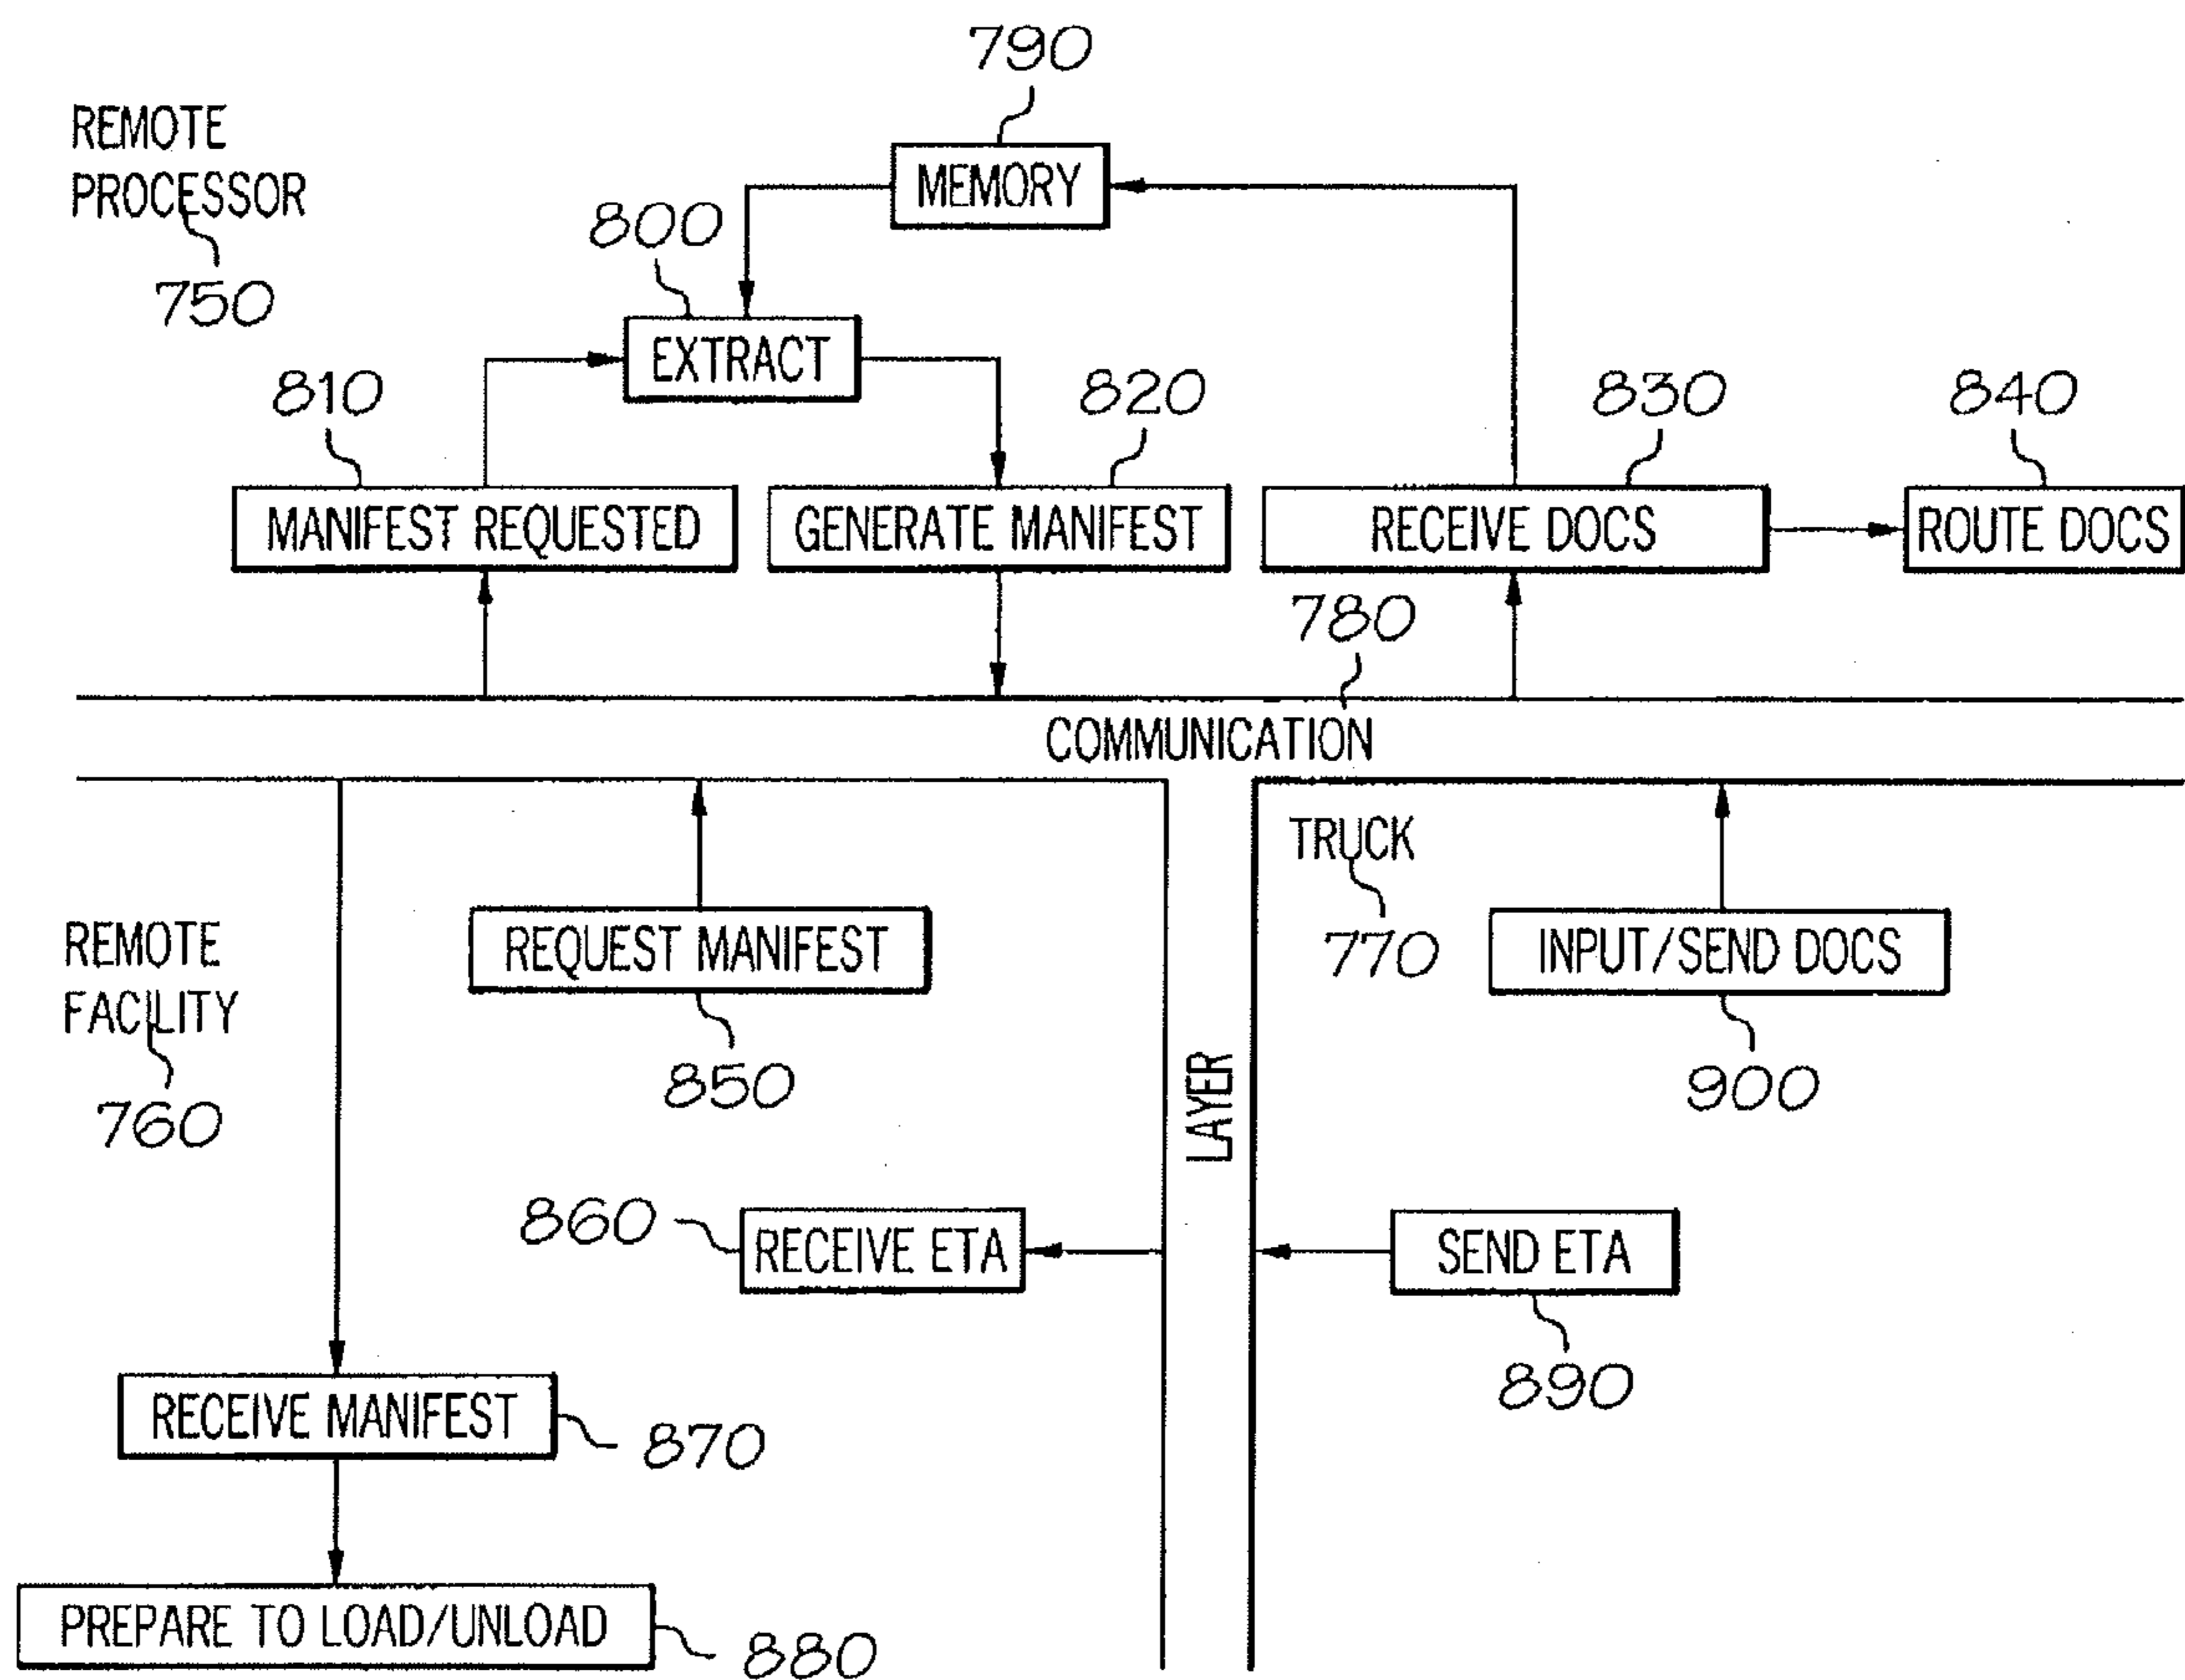 790
REMOTE
PROCESSOR
750
MEMORY
800
EXTRACT
810
820
830
840
MANIFEST REQUESTED
GENERATE MANIFEST
RECEIVE DOCS
ROUTE DOCS
780
COMMUNICATION
LAYER
TRUCK
770
REMOTE
FACILITY
760
REQUEST MANIFEST
850
INPUT/SEND DOCS
900
860
RECEIVE ETA
SEND ETA
890
RECEIVE MANIFEST
870
PREPARE TO LOAD/UNLOAD
880